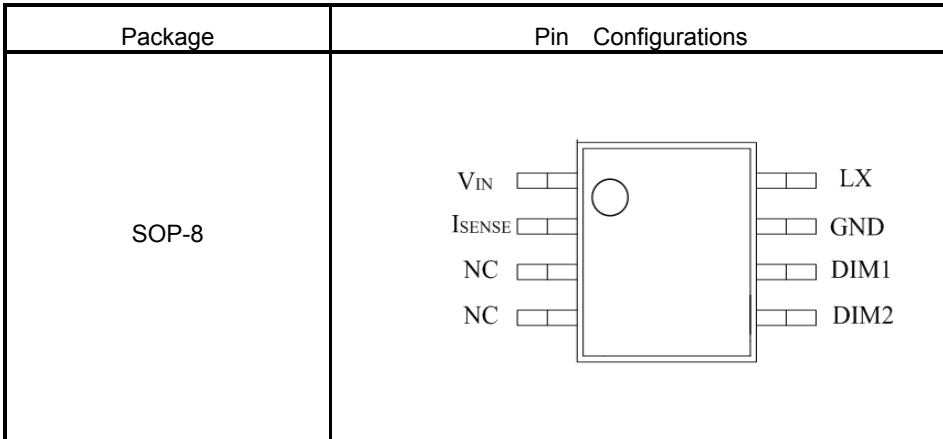 Package
Pin Configurations
SOP-8
VIN
ISENSE
NC
NC
LX
GND
DIM1
DIM2